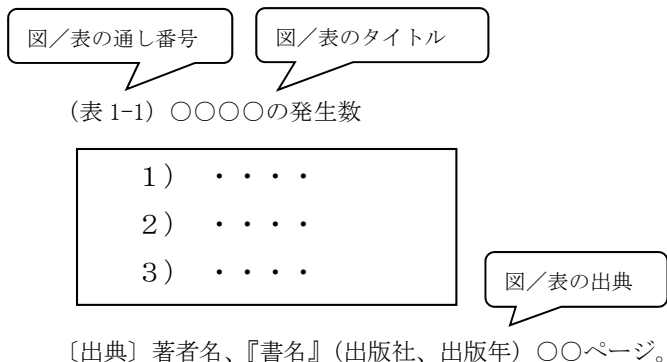 図／表の通し番号
図／表のタイトル
（表 1-1）○○○○の発生数
１） ・・・・
２） ・・・・
３） ・・・・
図／表の出典
〔出典〕著者名、『書名』（出版社、出版年）○○ページ。